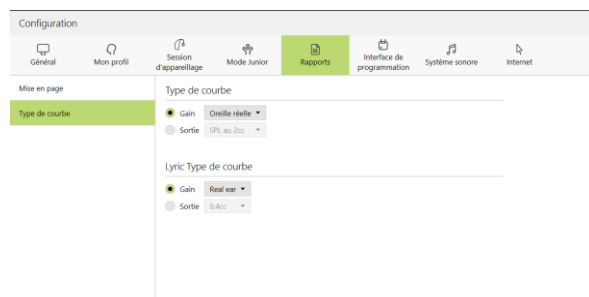 Configuration
Général
Mon profil
Session
d'appareillage
Mode Junior
Rapports
Interface de
programmation
Système sonore
Internet
Mise en page
Type de courbe
Type de courbe
Gain Oreille réelle
Sortie SPL au 2cc
Lyric Type de courbe
Gain Real ear
Sortie 0.4cc